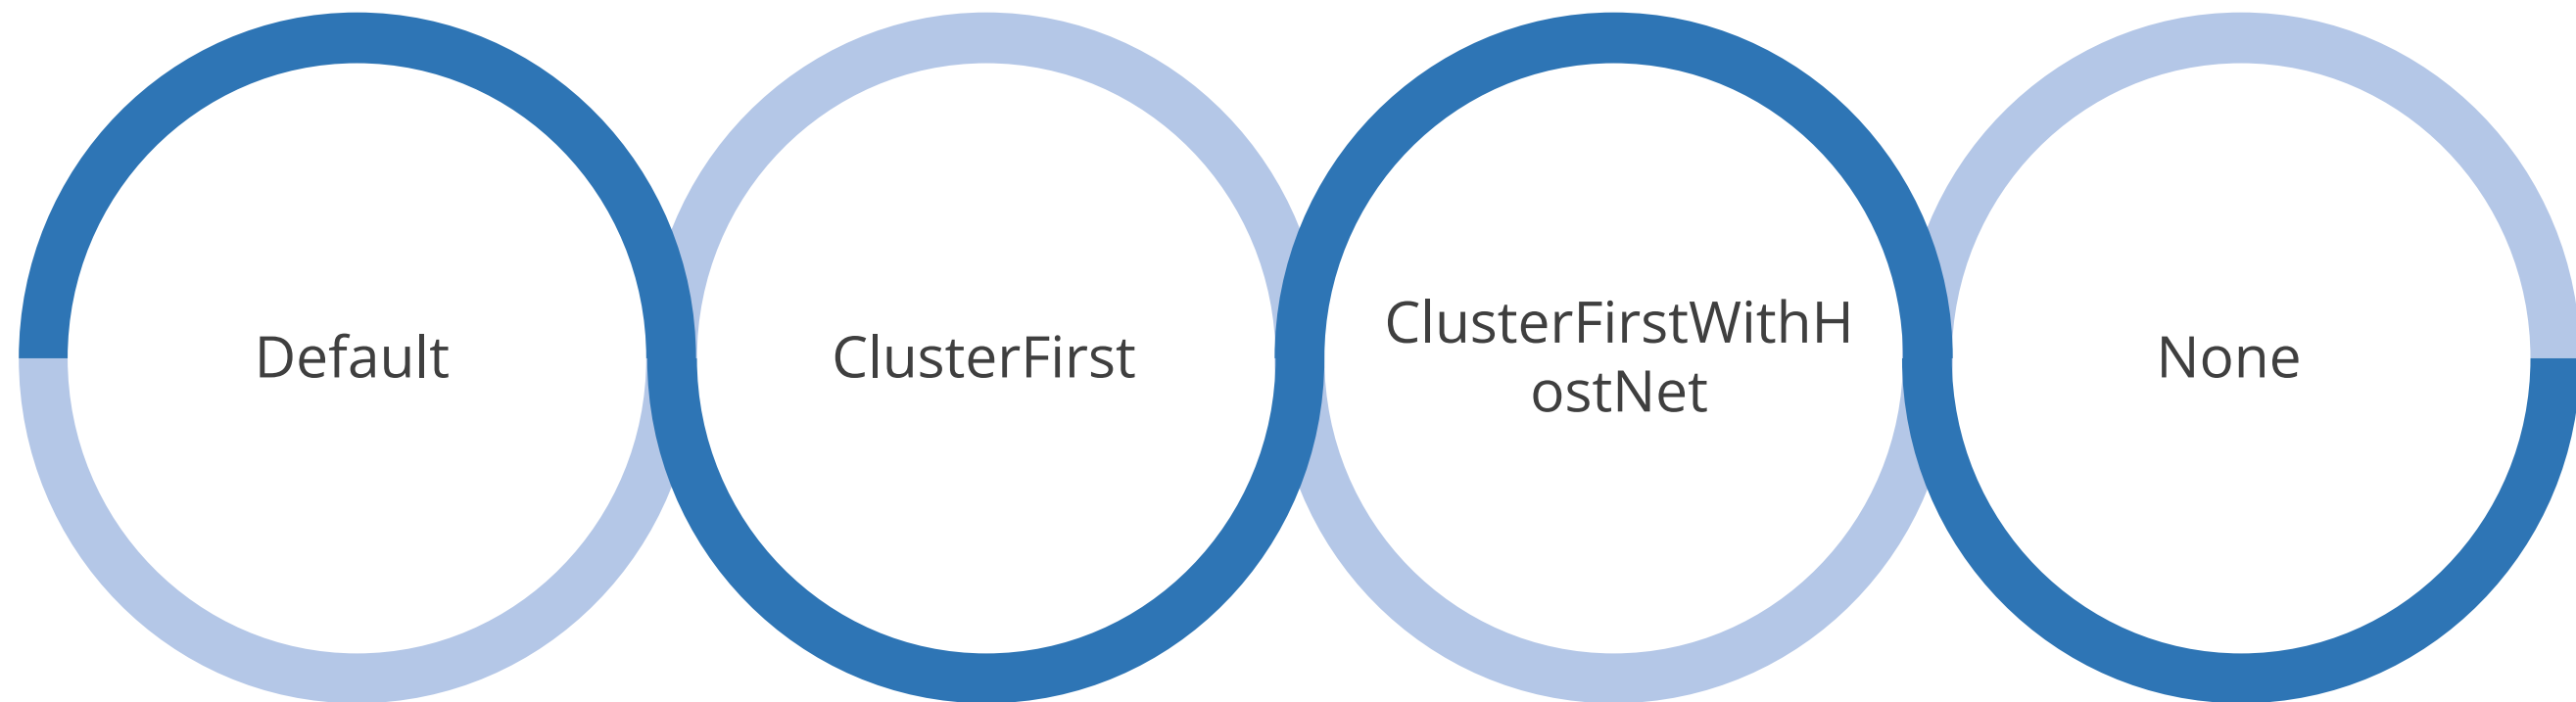 Default
ClusterFirst
ClusterFirstWithH
ostNet
None